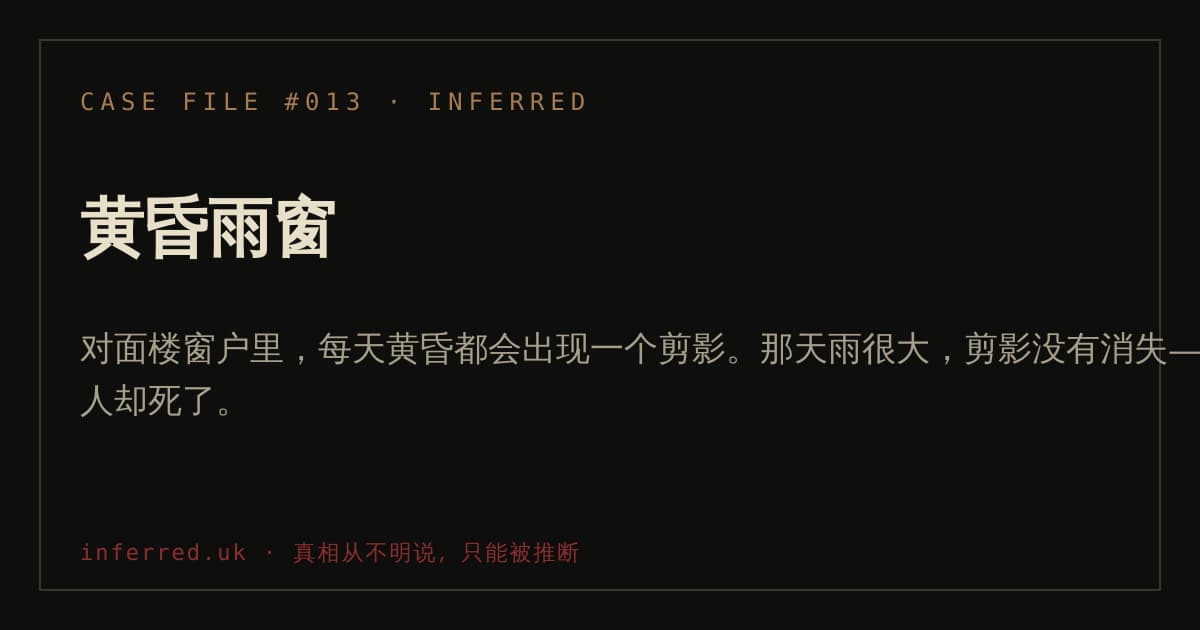 CASE FILE #013 · INFERRED
黄昏雨窗
对面楼窗户里，每天黄昏都会出现一个剪影。那天雨很大，剪影没有消失—
人却死了。
inferred.uk · 真相从不明说，只能被推断